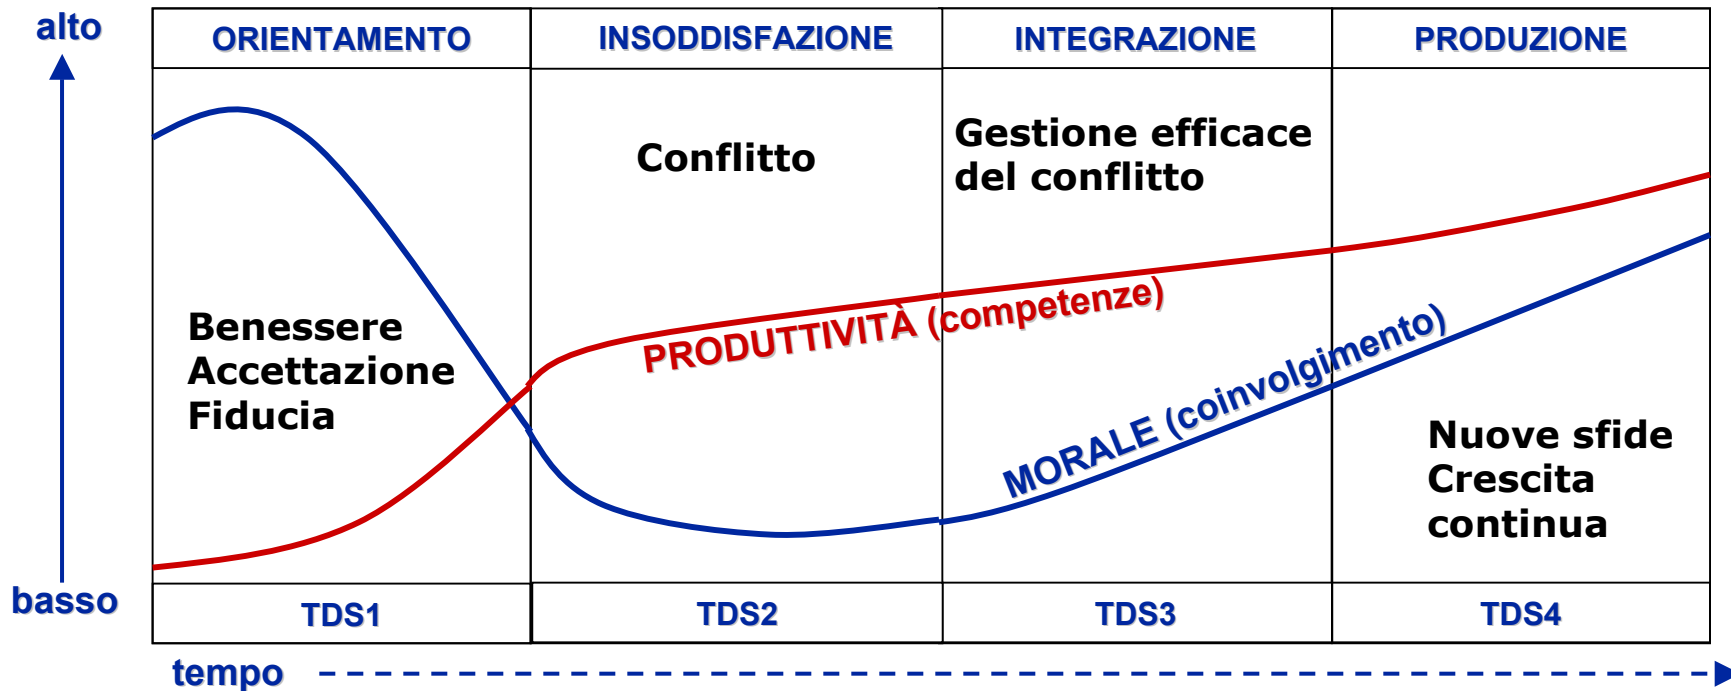 alto
ORIENTAMENTO
INSODDISFAZIONE
INTEGRAZIONE
PRODUZIONE
Conflitto
Gestione efficace
del conflitto
Benessere
Accettazione
Fiducia
PRODUTTIVITÀ (competenze)
MORALE (coinvolgimento)
Nuove sfide
Crescita
continua
basso
TDS1
TDS2
TDS3
TDS4
tempo